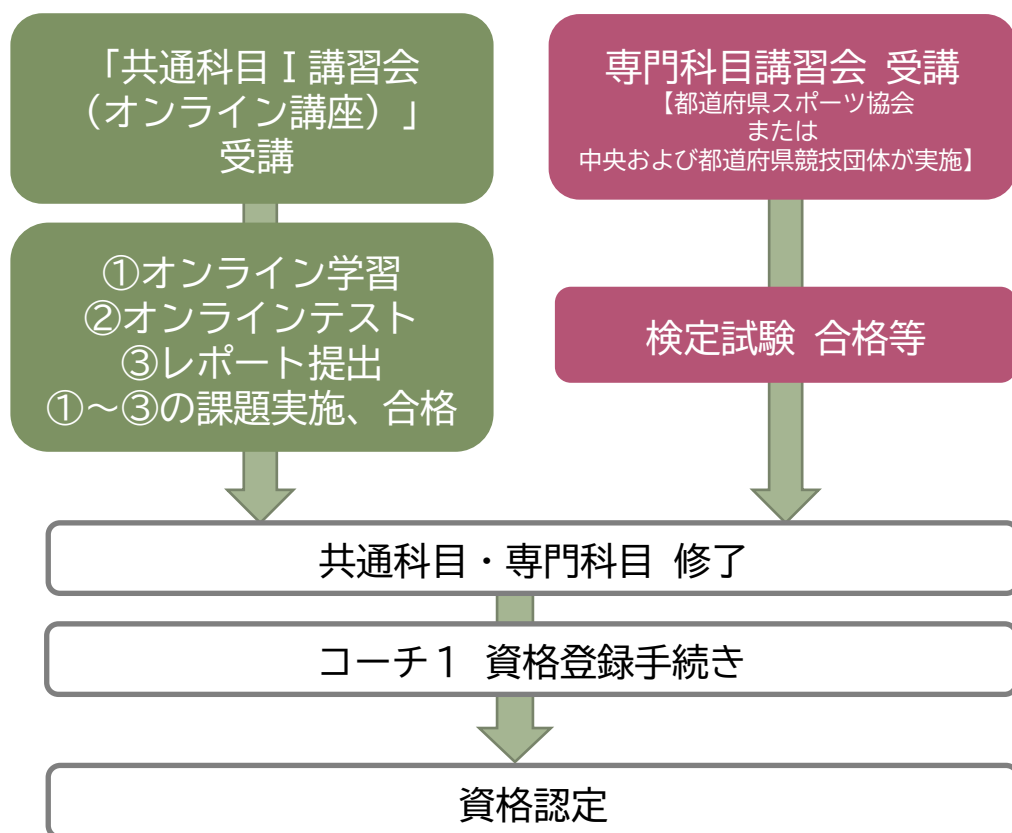 「共通科目Ⅰ講習会
（オンライン講座）」
受講
①オンライン学習
②オンラインテスト
③レポート提出
①～③の課題実施、合格
専門科目講習会 受講
【都道府県スポーツ協会
または
中央および都道府県競技団体が実施】
検定試験 合格等
共通科目・専門科目 修了
コーチ１ 資格登録手続き
資格認定